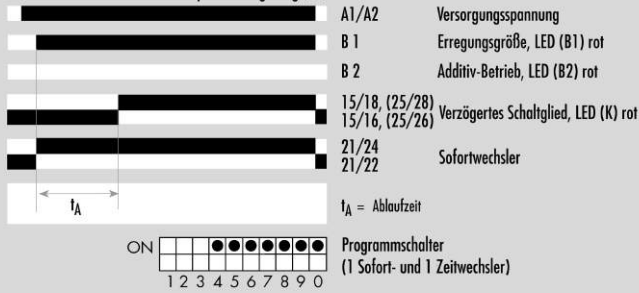 A1/A2 Versorgungsspannung
B 1 Erregungsgröße, LED (B1) rot
B 2 Additiv-Betrieb, LED (B2) rot
15/18, (25/28)
15/16, (25/26) Verzögertes Schaltglied, LED (K) rot
21/24
21/22 Sofortwechsler
tA tA = Ablaufzeit
ON Programmschalter
(1 Sofort- und 1 Zeitwechsler)
1 2 3 4 5 6 7 8 9 0